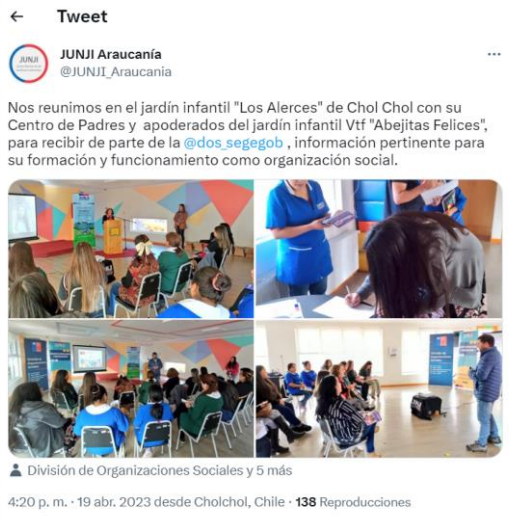 ← Tweet
JUNJI
JUNJI Araucanía
@JUNJI_Araucania
...
Nos reunimos en el jardín infantil "Los Alerces" de Chol Chol con su
Centro de Padres y apoderados del jardín infantil Vtf "Abejitas Felices",
para recibir de parte de la @dos_segegob , información pertinente para
su formación y funcionamiento como organización social.
División de Organizaciones Sociales y 5 más
4:20 p. m. · 19 abr. 2023 desde Cholchol, Chile · 138 Reproducciones